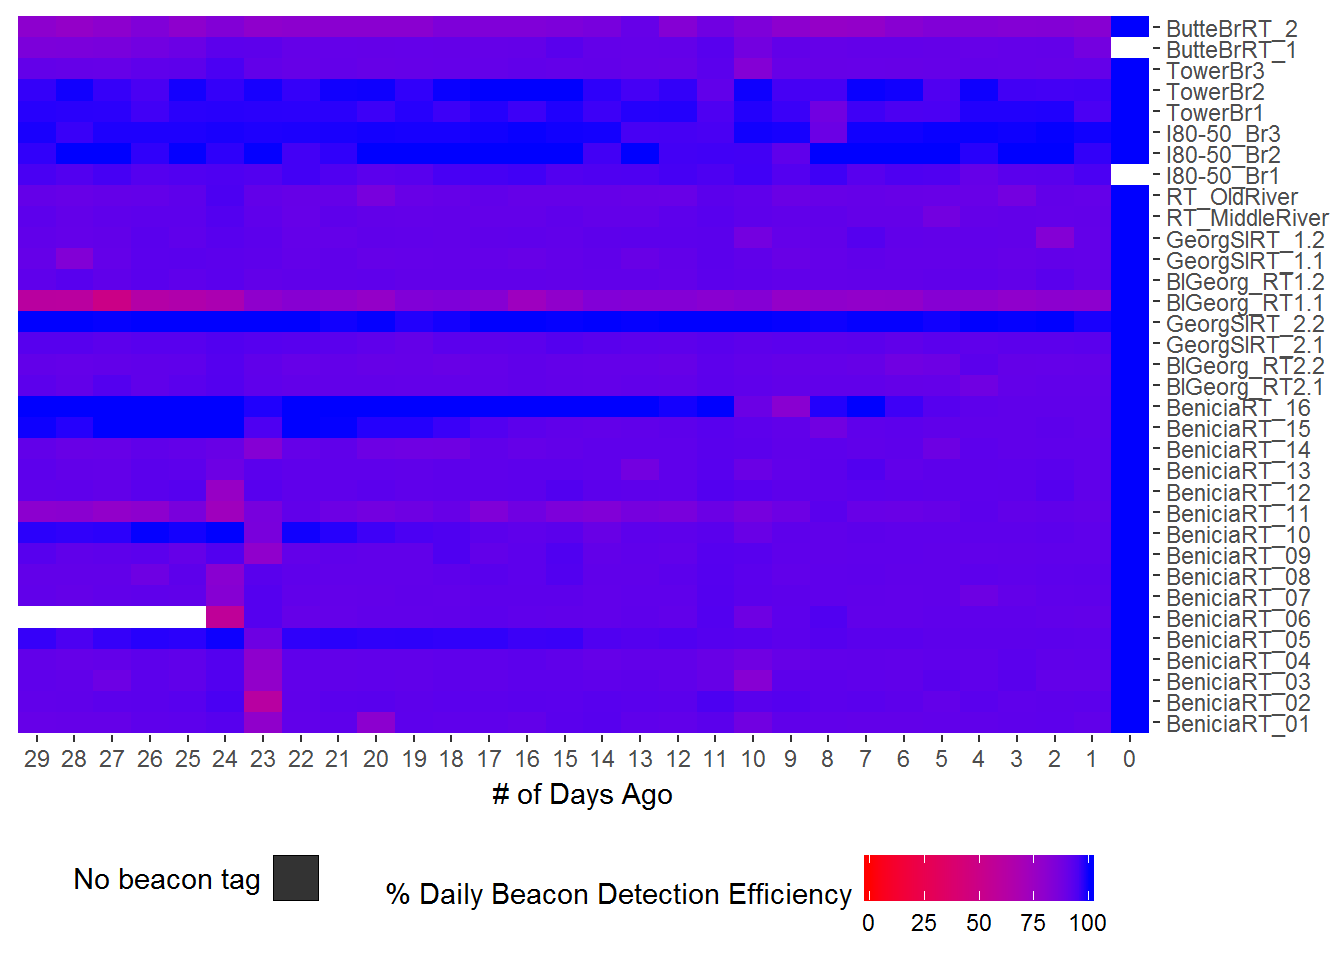 ButteBrRT_2
ButteBrRT_1
TowerBr3
TowerBr2
TowerBr1
I80-50_Br3
I80-50_Br2
I80-50_Br1
RT_OldRiver
RT_MiddleRiver
GeorgSlRT_1.2
GeorgSlRT_1.1
BlGeorg_RT1.2
BlGeorg_RT1.1
GeorgSlRT_2.2
GeorgSlRT_2.1
BlGeorg_RT2.2
BlGeorg_RT2.1
BeniciaRT_16
BeniciaRT_15
BeniciaRT_14
BeniciaRT_13
BeniciaRT_12
BeniciaRT_11
BeniciaRT_10
BeniciaRT_09
BeniciaRT_08
BeniciaRT_07
BeniciaRT_06
BeniciaRT_05
BeniciaRT_04
BeniciaRT_03
BeniciaRT_02
BeniciaRT_01
29 28 27 26 25 24 23 22 21 20 19 18 17 16 15 14 13 12 11 10 9 8 7 6 5 4 3 2 1 0
# of Days Ago
No beacon tag
% Daily Beacon Detection Efficiency
0 25 50 75 100